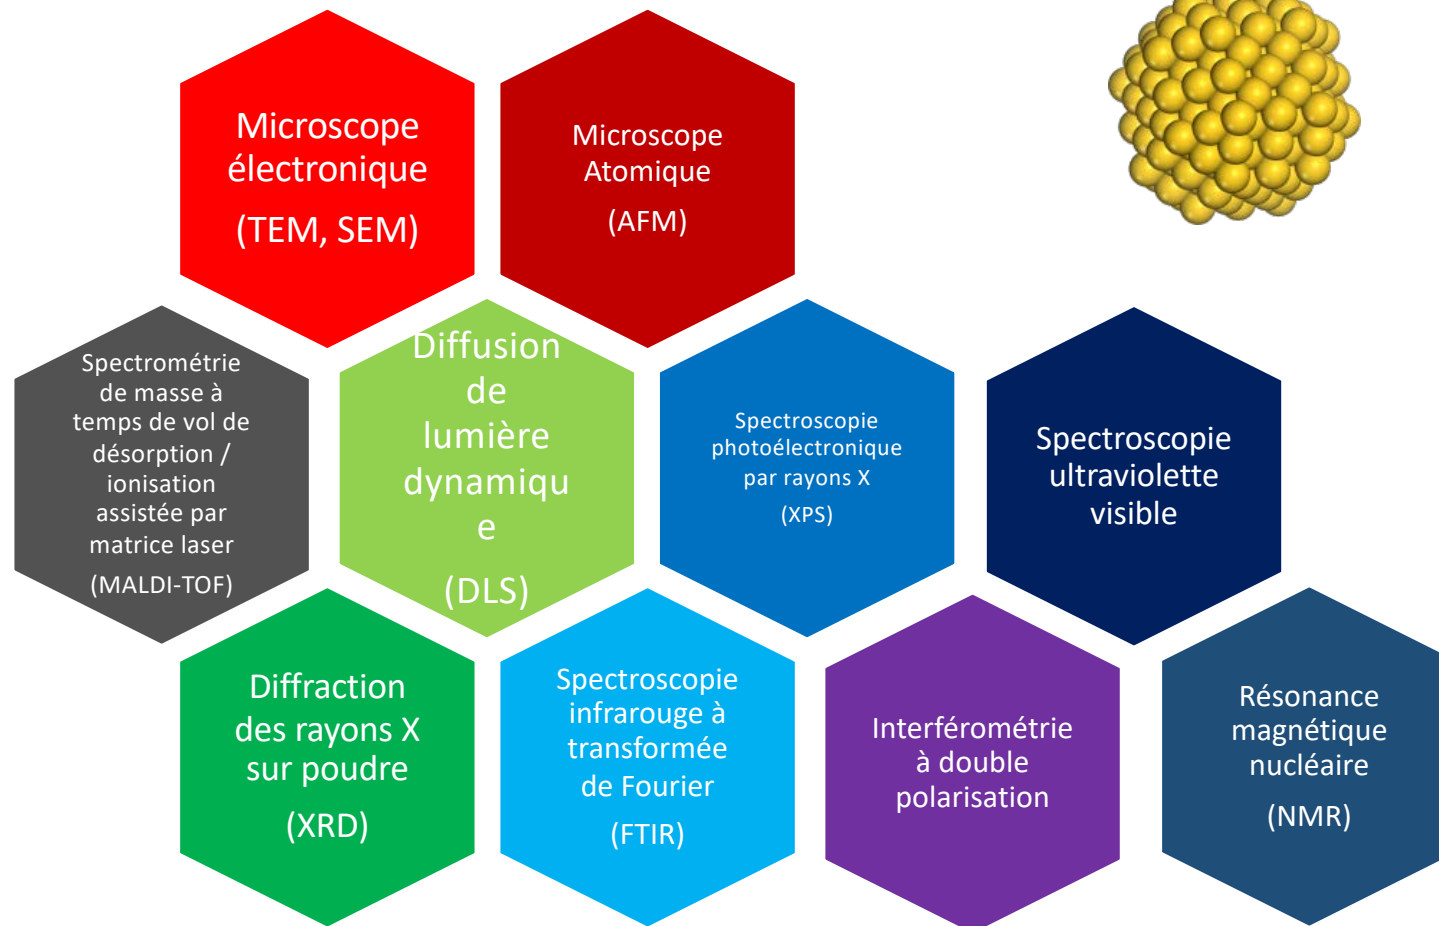 Microscope
électronique
(TEM, SEM)
Microscope
Atomique
(AFM)
Spectrométrie
de masse à
temps de vol de
désorption /
ionisation
assistée par
matrice laser
(MALDI-TOF)
Diffusion
de
lumière
dynamiqu
e
(DLS)
Spectroscopie
photoélectronique
par rayons X
(XPS)
Spectroscopie
ultraviolette
visible
Diffraction
des rayons X
sur poudre
(XRD)
Spectroscopie
infrarouge à
transformée
de Fourier
(FTIR)
Interférométrie
à double
polarisation
Résonance
magnétique
nucléaire
(NMR)